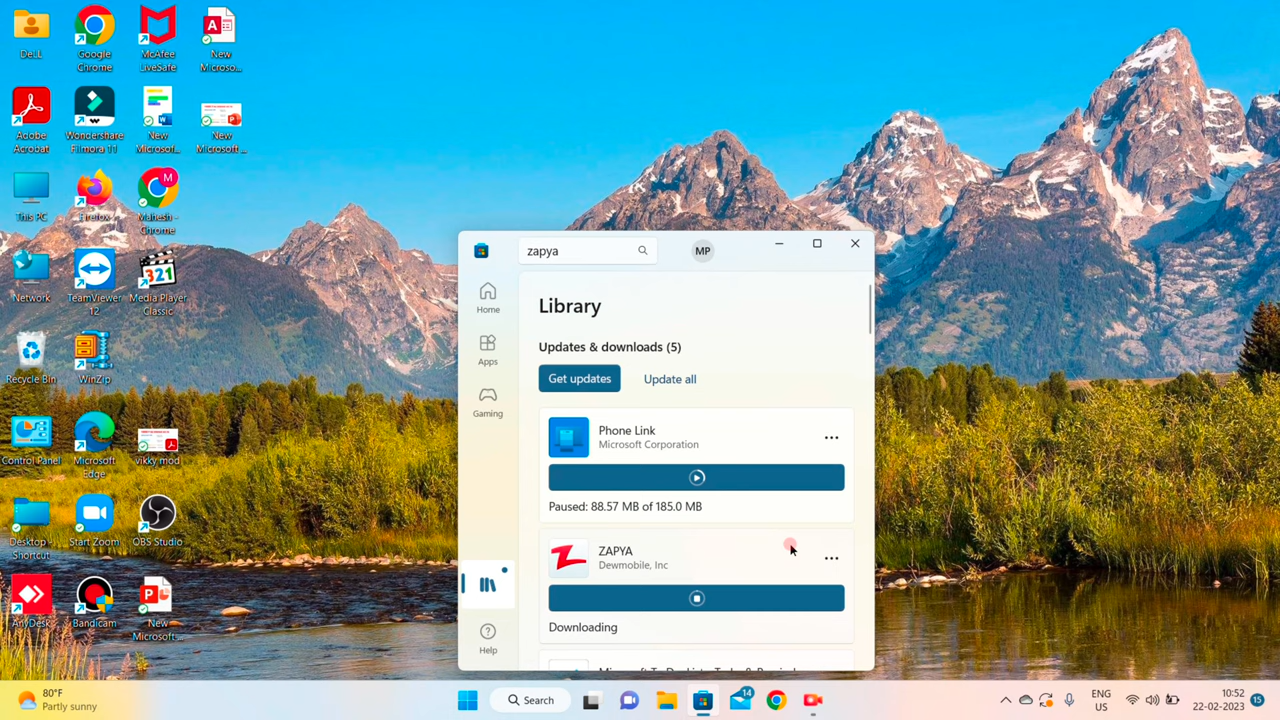 DeLL
Google
Chrome
McAfee
LiveSafe
New
Microso...
Adobe
Acrobat
Wondershare
Filmora 11
New
Microsof...
New
Microsoft ...
This PC
Firefox
M
Mahesh -
Chrome
Network
TeamViewer
12
321
Media Player
Classic
Recycle Bin
WinZip
Control Panel
Microsoft
Edge
vikky mod
Desktop -
Shortcut
Start Zoom
OBS Studio
AnyDesk
Bandicam
New
Microsoft...
zapya
MP
Home
Apps
Gaming
Help
Library
Updates & downloads (5)
Get updates
Update all
Phone Link
Microsoft Corporation
Paused: 88.57 MB of 185.0 MB
ZAPYA
Dewmobile, Inc
Downloading
80°F
Partly sunny
Search
14
ENG
US
10:52
22-02-2023
15